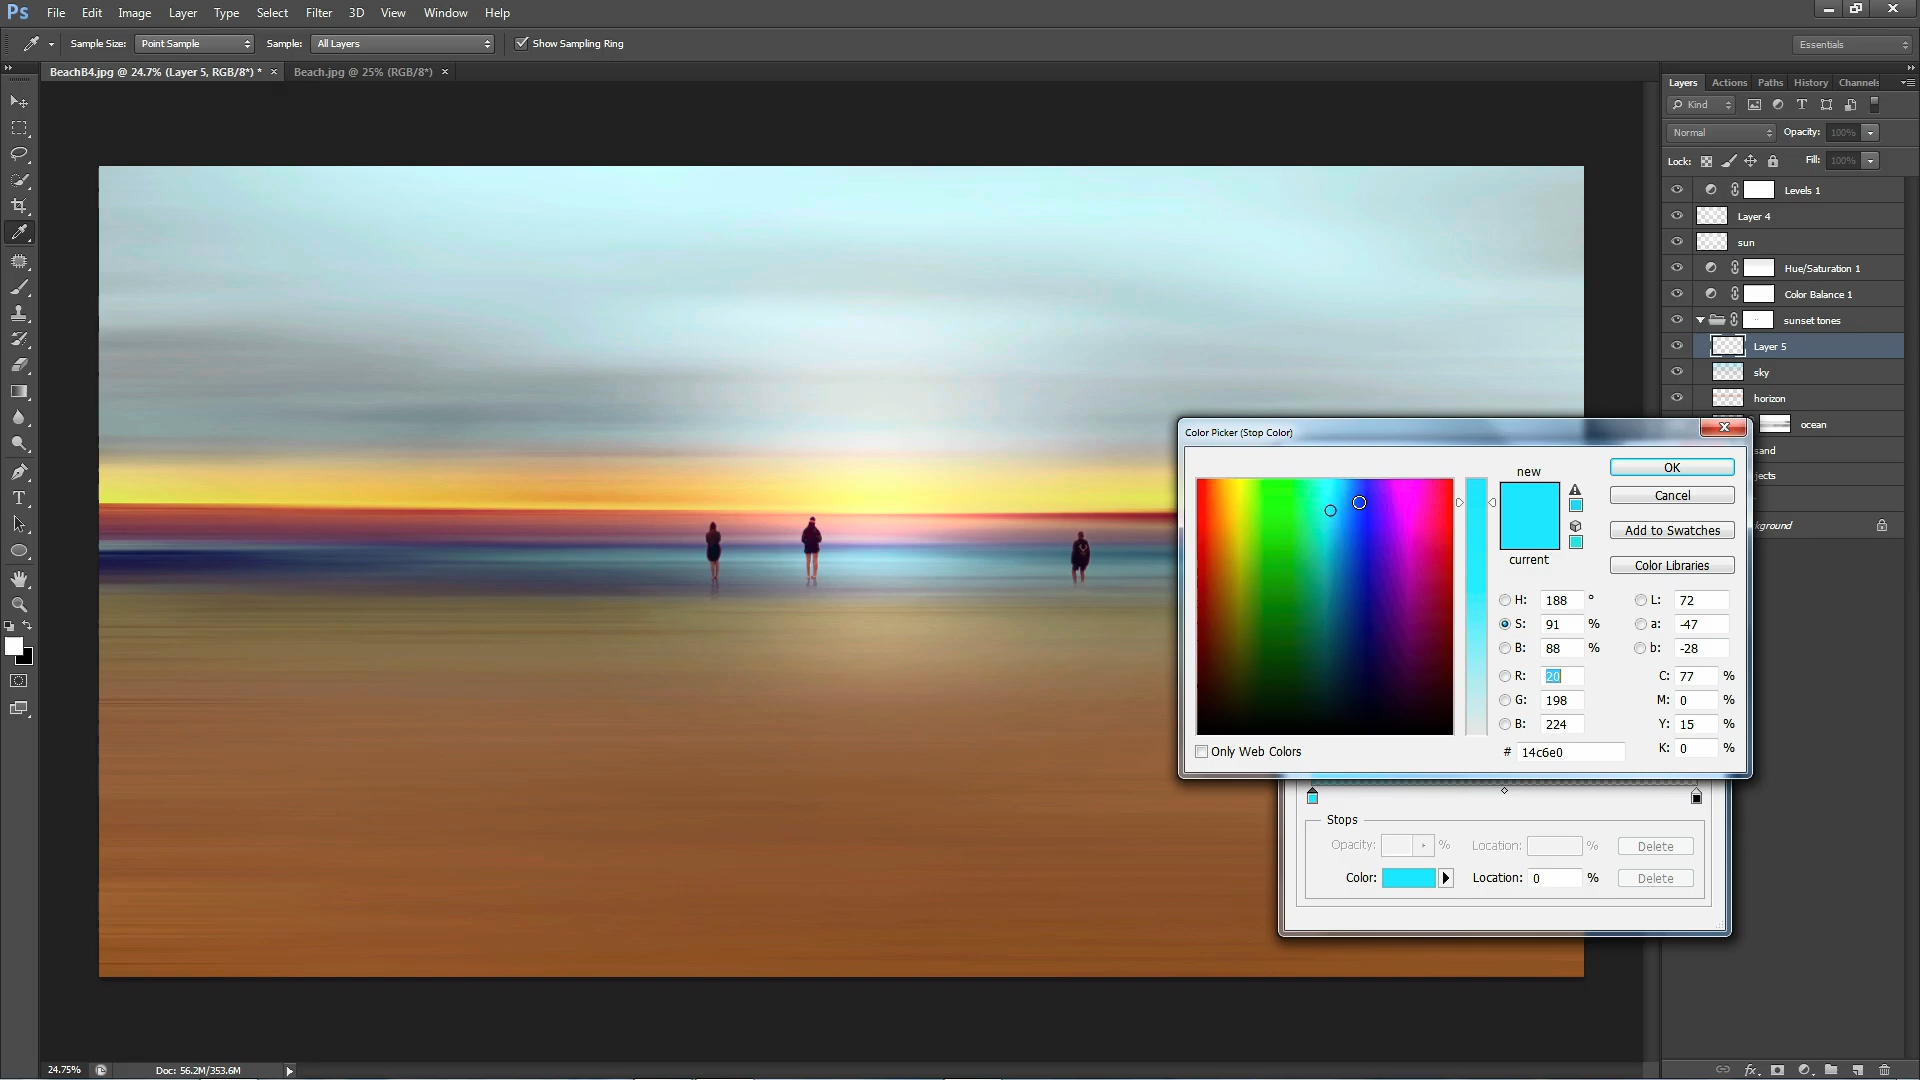 Ps File Edit Image Layer Type Select Filter 3D View Window Help
Sample Size: Point Sample Sample: All Layers Show Sampling Ring Essentials
BeachB4.jpg @ 24.7% (Layer 5, RGB/8*) * × Beach.jpg @ 25% (RGB/8*) ×
Layers Actions Paths History Channels
Kind
Normal Opacity: 100%
Lock: Fill: 100%
Levels 1
Layer 4
sun
Hue/Saturation 1
Color Balance 1
sunset tones
Layer 5
sky
horizon
ocean
sand
jects
kground
Color Picker (Stop Color)
new
current
OK
Cancel
Add to Swatches
Color Libraries
H: 188 ° L: 72
S: 91 % a: -47
B: 88 % b: -28
R: 20 C: 77 %
G: 198 M: 0 %
B: 224 Y: 15 %
# 14c6e0 K: 0 %
Only Web Colors
Stops
Opacity: % Location: % Delete
Color: Location: 0 % Delete
T
24.75% Doc: 56.2M/353.6M
fx